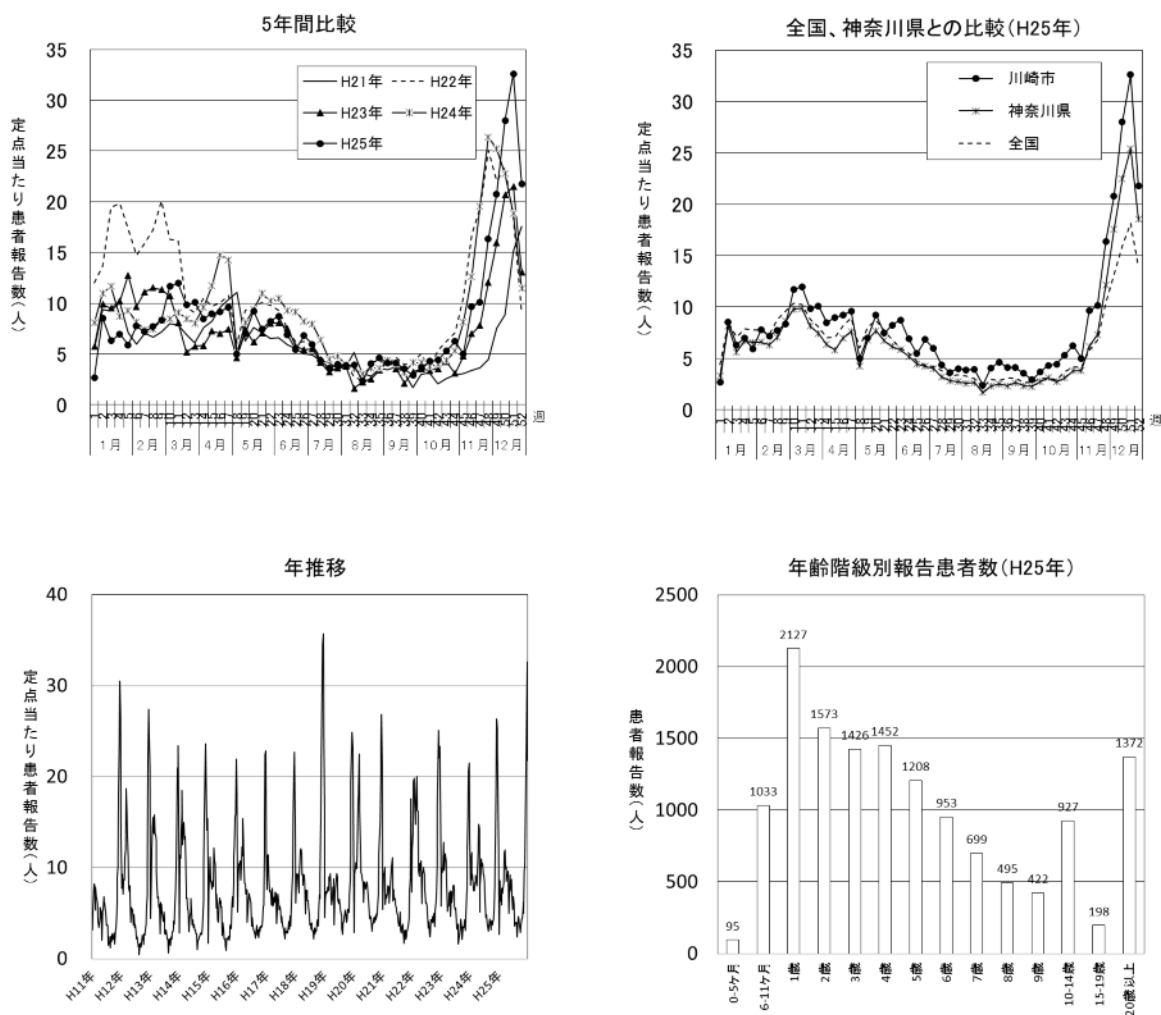 5年間比較
定点当たり患者報告数(人)
35
30
25
20
15
10
5
0
H21年
H22年
H23年
H24年
H25年
週
1月 2月 3月 4月 5月 6月 7月 8月 9月 10月 11月 12月
全国、神奈川県との比較(H25年)
定点当たり患者報告数(人)
35
30
25
20
15
10
5
0
川崎市
神奈川県
全国
週
1月 2月 3月 4月 5月 6月 7月 8月 9月 10月 11月 12月
年推移
定点当たり患者報告数(人)
40
30
20
10
0
H11年 H12年 H13年 H14年 H15年 H16年 H17年 H18年 H19年 H20年 H21年 H22年 H23年 H24年 H25年
年齢階級別報告患者数(H25年)
患者報告数(人)
2500
2000
1500
1000
500
0
95 1033 2127 1573 1426 1452 1208 953 699 495 422 927 198 1372
0-5ケ月 6-11ケ月 1歳 2歳 3歳 4歳 5歳 6歳 7歳 8歳 9歳 10-14歳 15-19歳 20歳以上